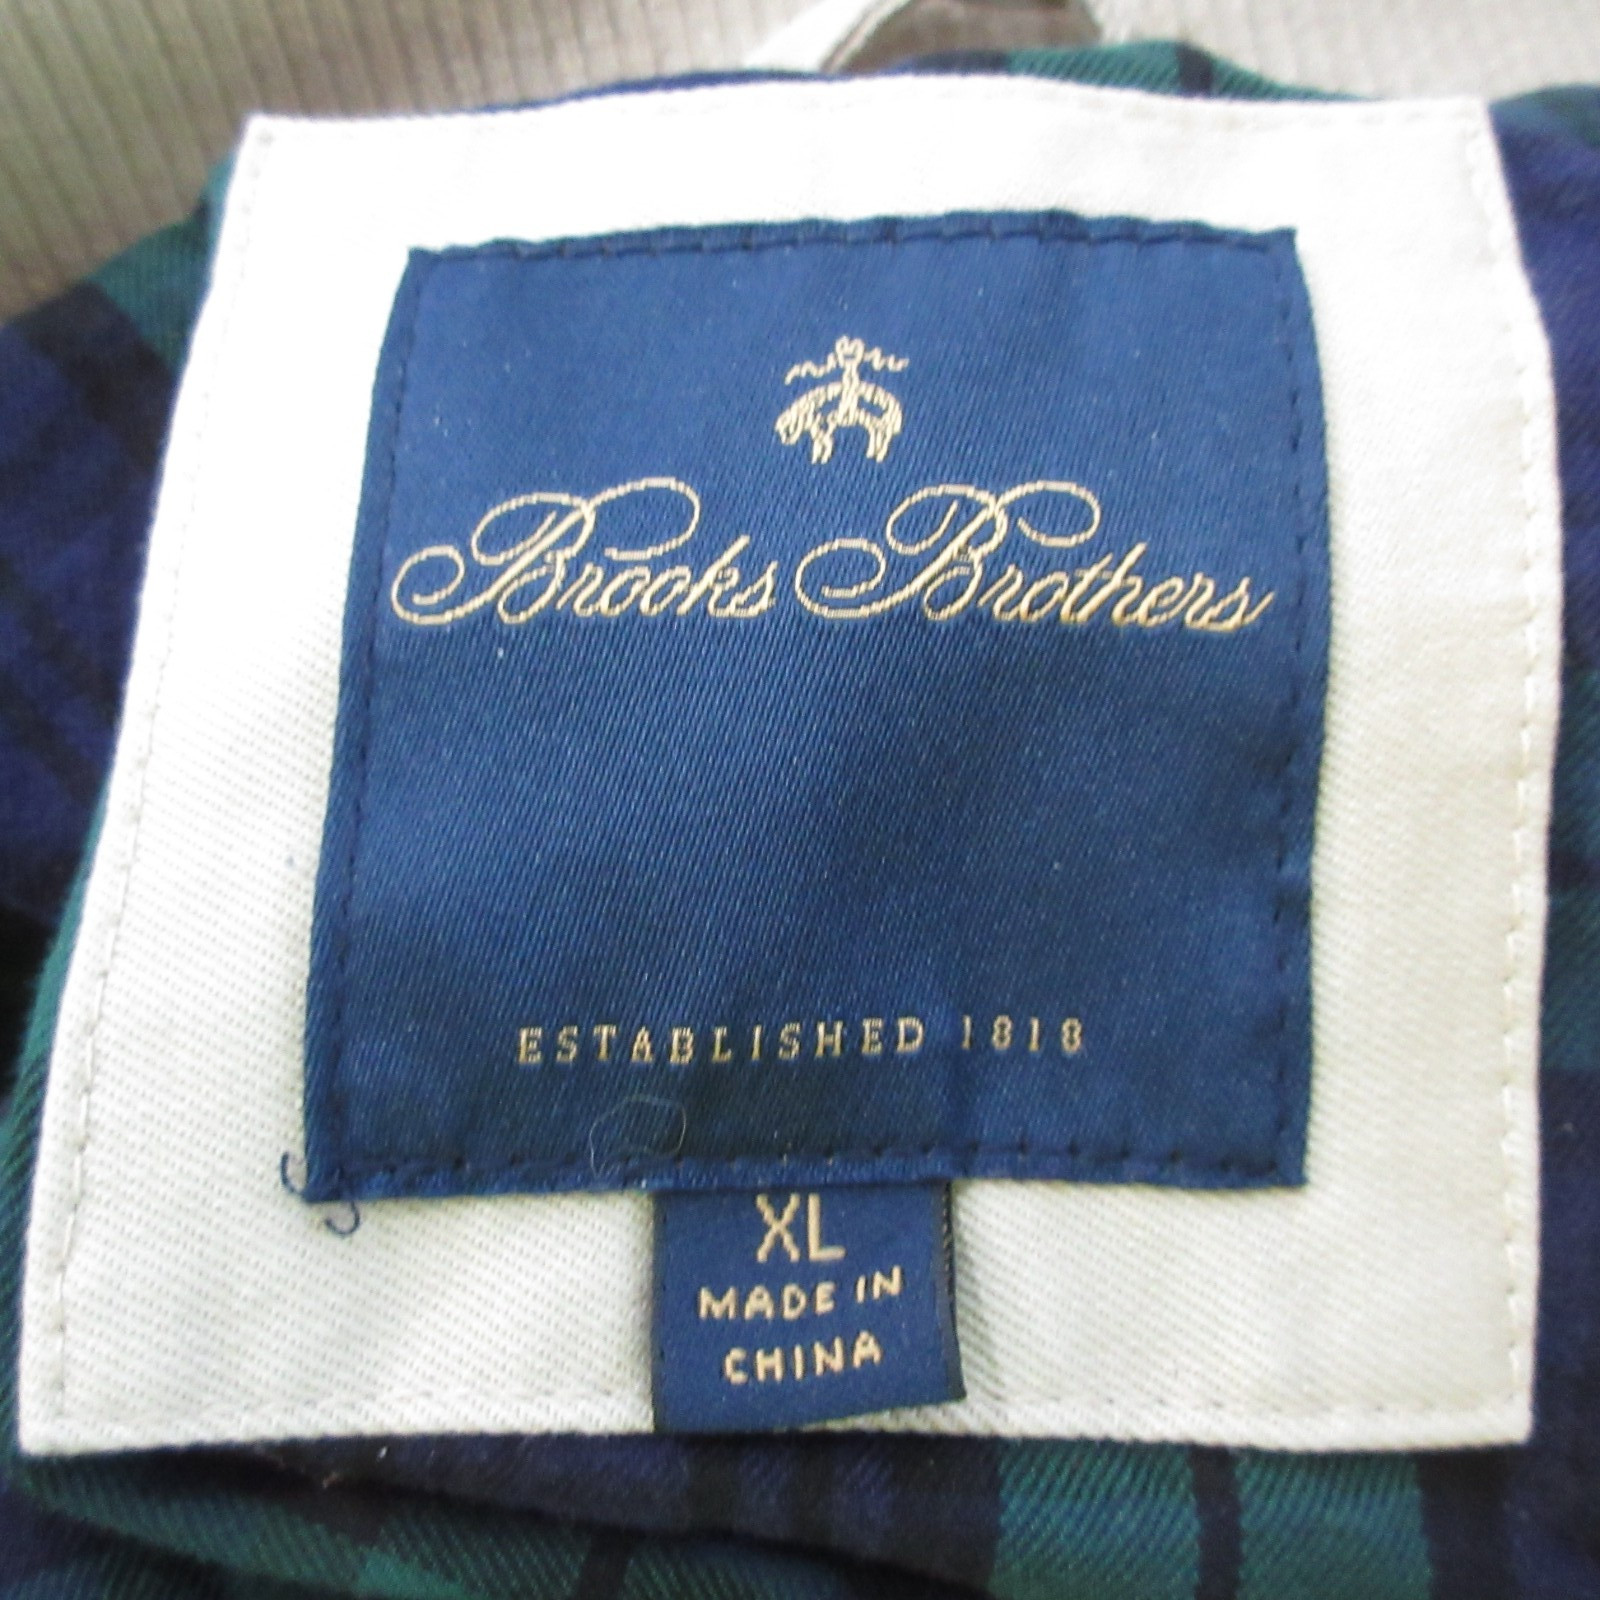 Brooks Brothers
ESTABLISHED 1818
XL
MADE IN
CHINA